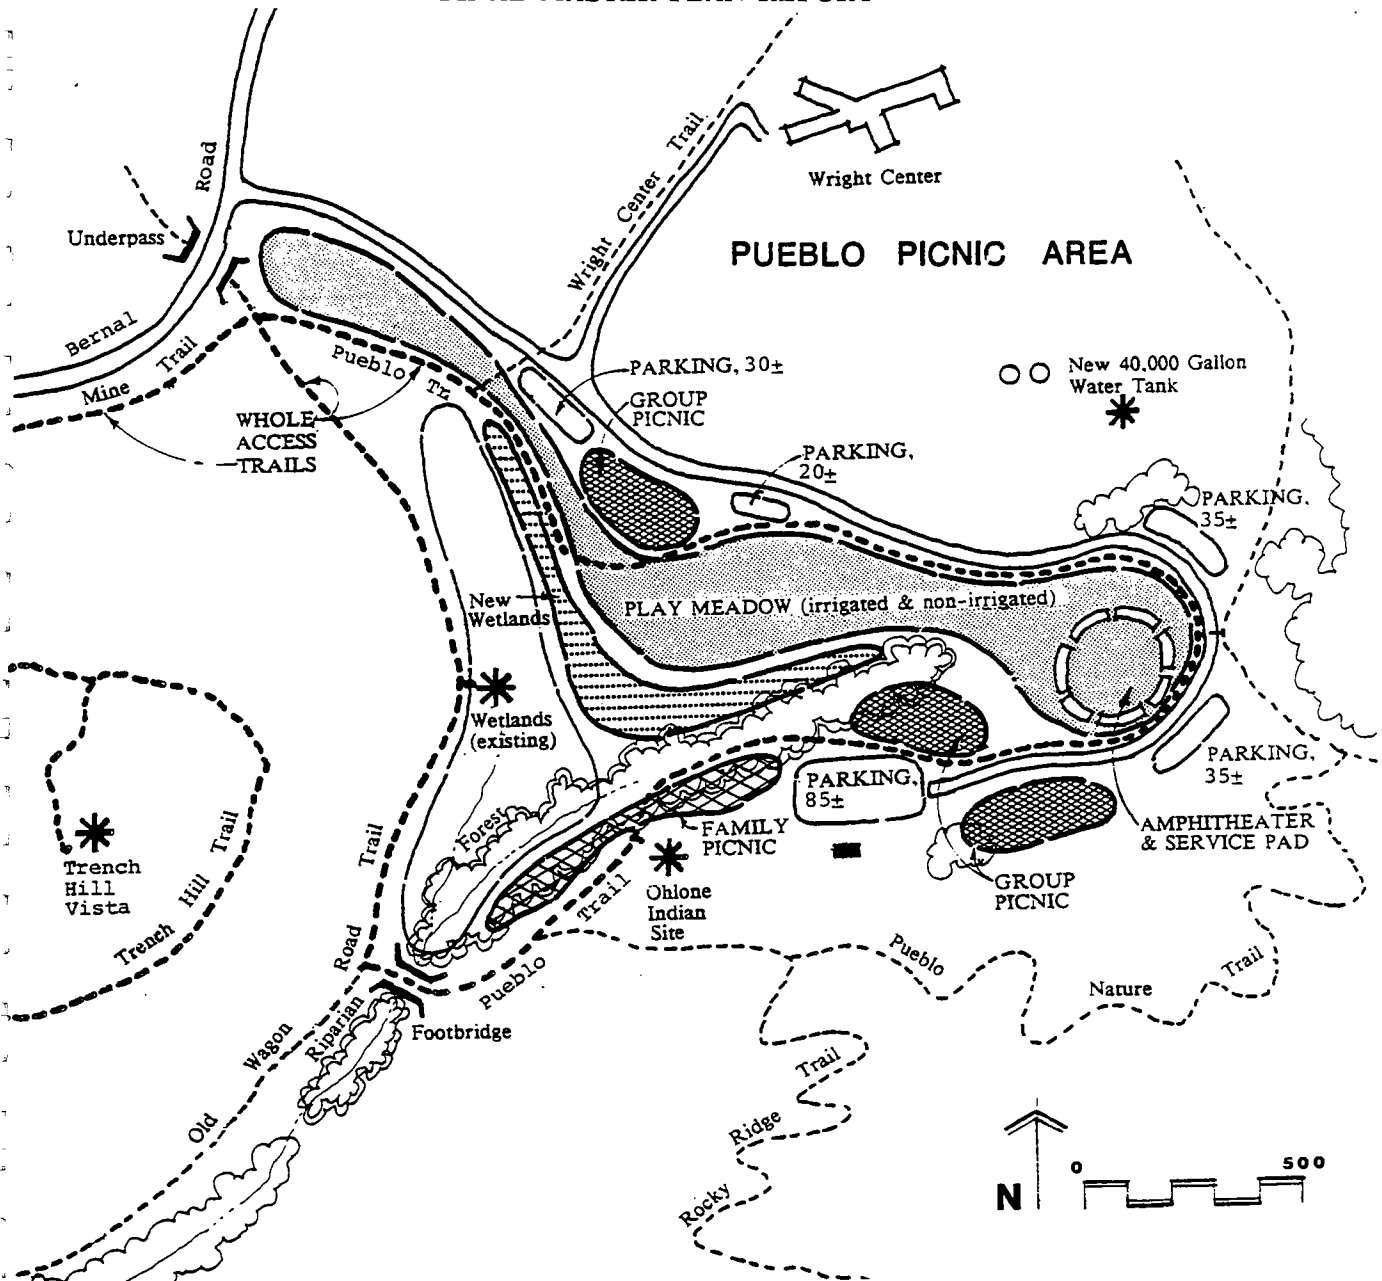 Road
Wright Center Trail
Wright Center
Underpass
PUEBLO PICNIC AREA
Bernal
Mine Trail
Pueblo Tr.
PARKING, 30±
GROUP
PICNIC
New 40,000 Gallon
Water Tank
WHOLE
ACCESS
TRAILS
PARKING,
20±
PARKING,
35±
New
Wetlands
PLAY MEADOW (irrigated & non-irrigated)
Wetlands
(existing)
PARKING,
35±
PARKING,
85±
Forest
FAMILY
PICNIC
AMPHITHEATER
& SERVICE PAD
Trench
Hill
Vista
Trench Hill Trail
Ohlone
Indian
Site
GROUP
PICNIC
Pueblo Trail
Old Wagon Road Trail
Riparian
Footbridge
Pueblo Nature Trail
Rocky Ridge Trail
N
0 500